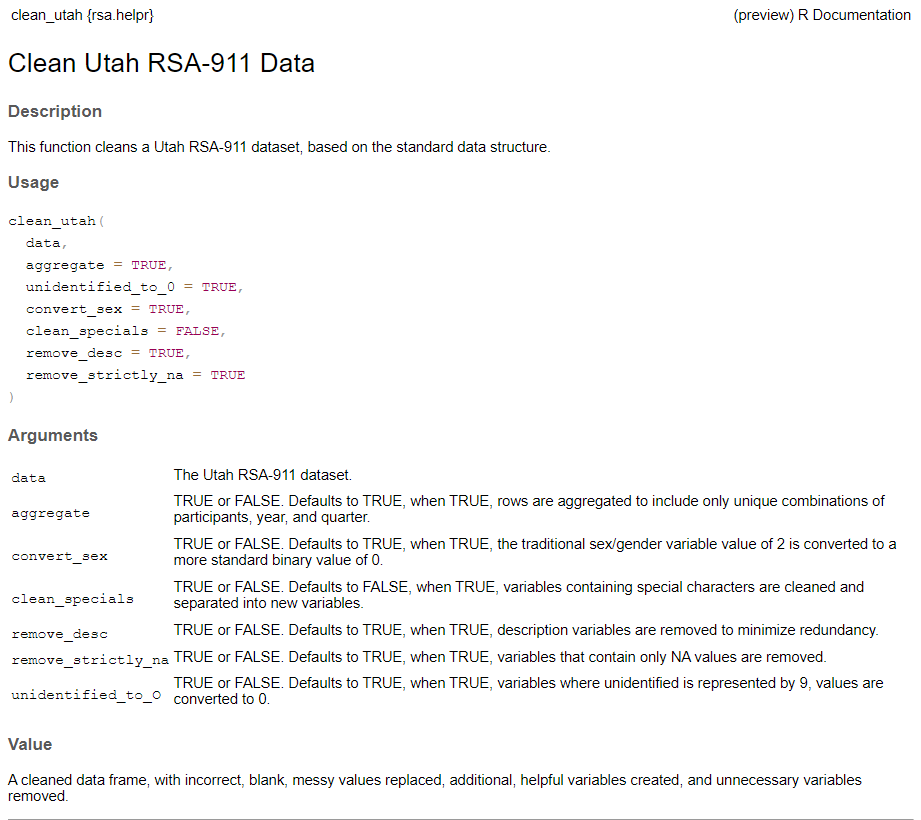 clean_utah {rsa.helpr}
(preview) R Documentation
Clean Utah RSA-911 Data
Description
This function cleans a Utah RSA-911 dataset, based on the standard data structure.
Usage
clean_utah(
  data,
  aggregate = TRUE,
  unidentified_to_0 = TRUE,
  convert_sex = TRUE,
  clean_specials = FALSE,
  remove_desc = TRUE,
  remove_strictly_na = TRUE
)
Arguments
data
The Utah RSA-911 dataset.
aggregate
TRUE or FALSE. Defaults to TRUE, when TRUE, rows are aggregated to include only unique combinations of
participants, year, and quarter.
convert_sex
TRUE or FALSE. Defaults to TRUE, when TRUE, the traditional sex/gender variable value of 2 is converted to a
more standard binary value of 0.
clean_specials
TRUE or FALSE. Defaults to FALSE, when TRUE, variables containing special characters are cleaned and
separated into new variables.
remove_desc
TRUE or FALSE. Defaults to TRUE, when TRUE, description variables are removed to minimize redundancy.
remove_strictly_na
TRUE or FALSE. Defaults to TRUE, when TRUE, variables that contain only NA values are removed.
unidentified_to_O
TRUE or FALSE. Defaults to TRUE, when TRUE, variables where unidentified is represented by 9, values are
converted to 0.
Value
A cleaned data frame, with incorrect, blank, messy values replaced, additional, helpful variables created, and unnecessary variables
removed.